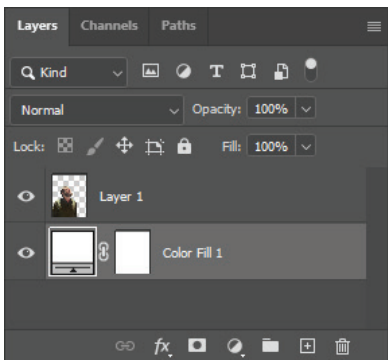 Layers Channels Paths
Kind T
Normal Opacity: 100%
Lock: Fill: 100%
Layer 1
Color Fill 1
fx